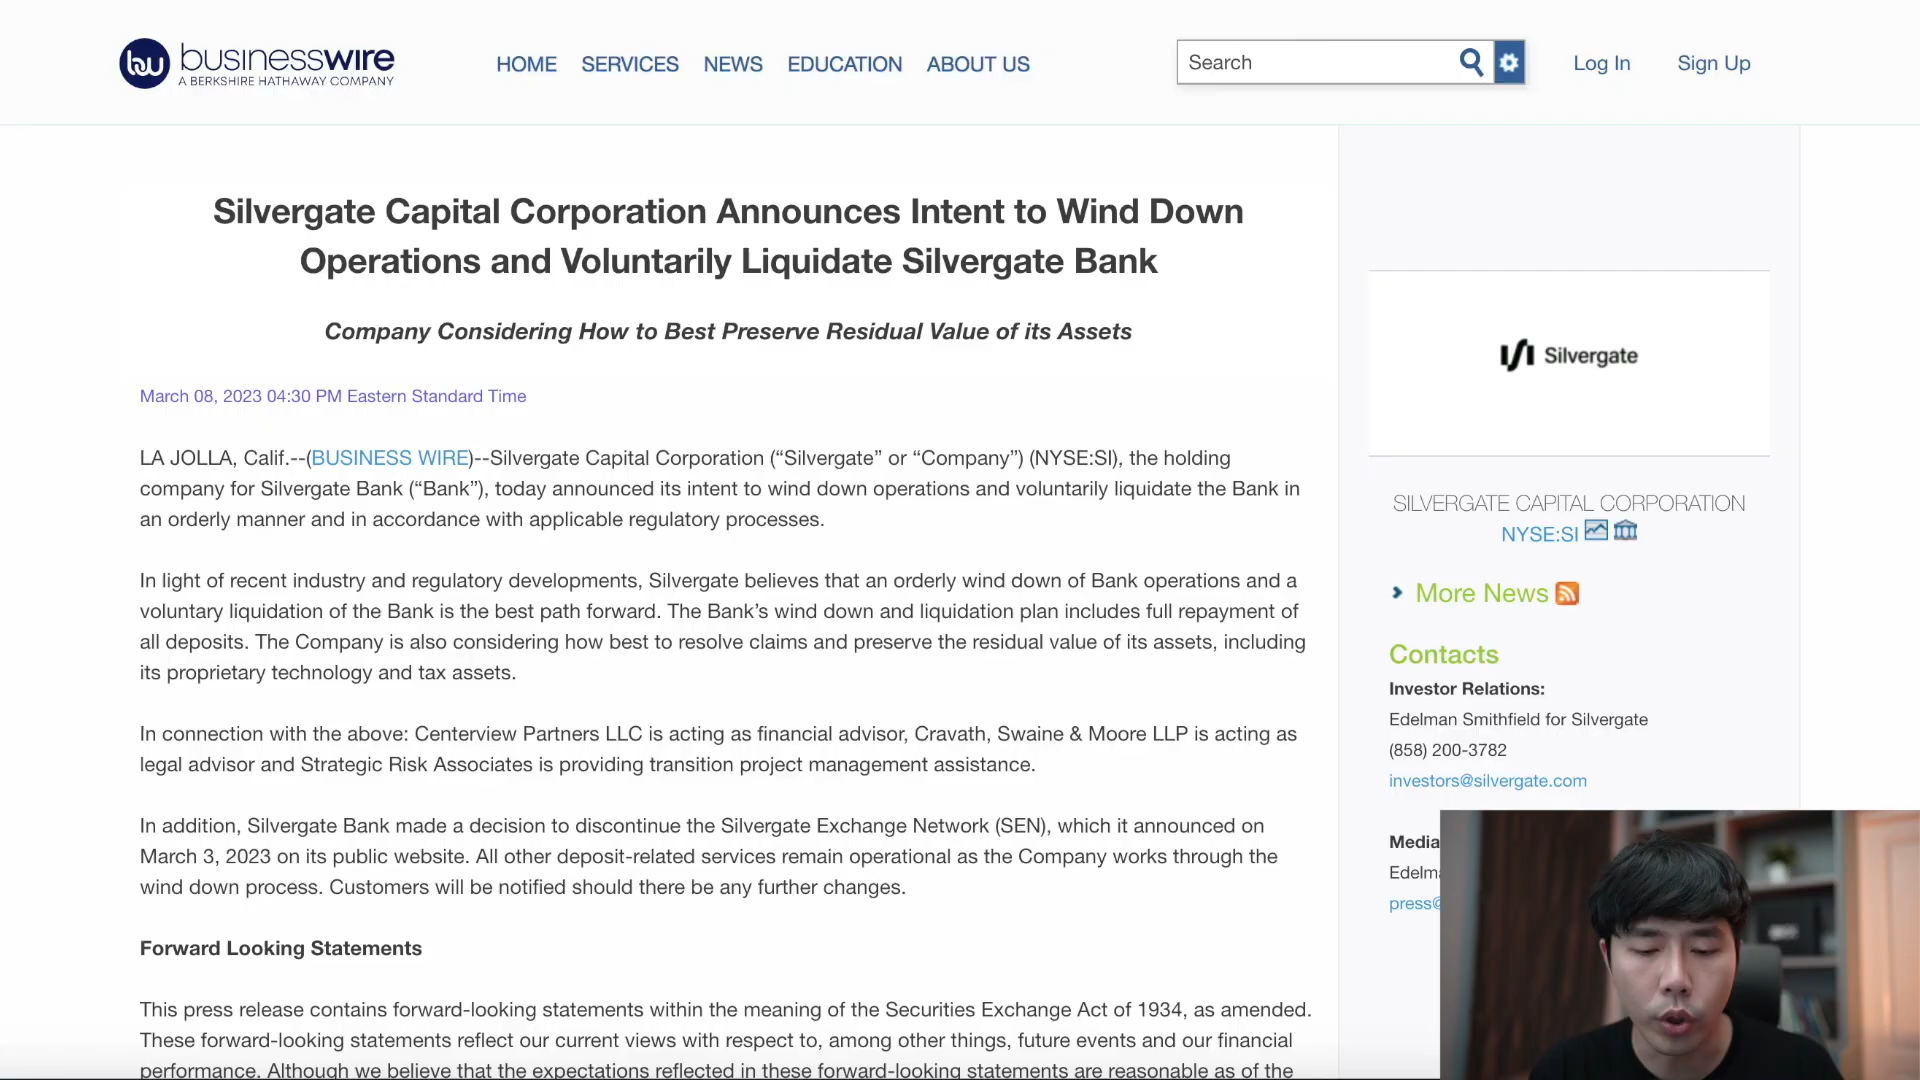 businesswire
A BERKSHIRE HATHAWAY COMPANY
HOME SERVICES NEWS EDUCATION ABOUT US
Search
Log In Sign Up
Silvergate Capital Corporation Announces Intent to Wind Down
Operations and Voluntarily Liquidate Silvergate Bank
Company Considering How to Best Preserve Residual Value of its Assets
March 08, 2023 04:30 PM Eastern Standard Time
LA JOLLA, Calif.--(BUSINESS WIRE)--Silvergate Capital Corporation (“Silvergate” or “Company”) (NYSE:SI), the holding
company for Silvergate Bank (“Bank”), today announced its intent to wind down operations and voluntarily liquidate the Bank in
an orderly manner and in accordance with applicable regulatory processes.
In light of recent industry and regulatory developments, Silvergate believes that an orderly wind down of Bank operations and a
voluntary liquidation of the Bank is the best path forward. The Bank’s wind down and liquidation plan includes full repayment of
all deposits. The Company is also considering how best to resolve claims and preserve the residual value of its assets, including
its proprietary technology and tax assets.
In connection with the above: Centerview Partners LLC is acting as financial advisor, Cravath, Swaine & Moore LLP is acting as
legal advisor and Strategic Risk Associates is providing transition project management assistance.
In addition, Silvergate Bank made a decision to discontinue the Silvergate Exchange Network (SEN), which it announced on
March 3, 2023 on its public website. All other deposit-related services remain operational as the Company works through the
wind down process. Customers will be notified should there be any further changes.
Forward Looking Statements
This press release contains forward-looking statements within the meaning of the Securities Exchange Act of 1934, as amended.
These forward-looking statements reflect our current views with respect to, among other things, future events and our financial
performance. Although we believe that the expectations reflected in these forward-looking statements are reasonable as of the
Silvergate
SILVERGATE CAPITAL CORPORATION
NYSE:SI
More News
Contacts
Investor Relations:
Edelman Smithfield for Silvergate
(858) 200-3782
investors@silvergate.com
Media
Edelm
press@